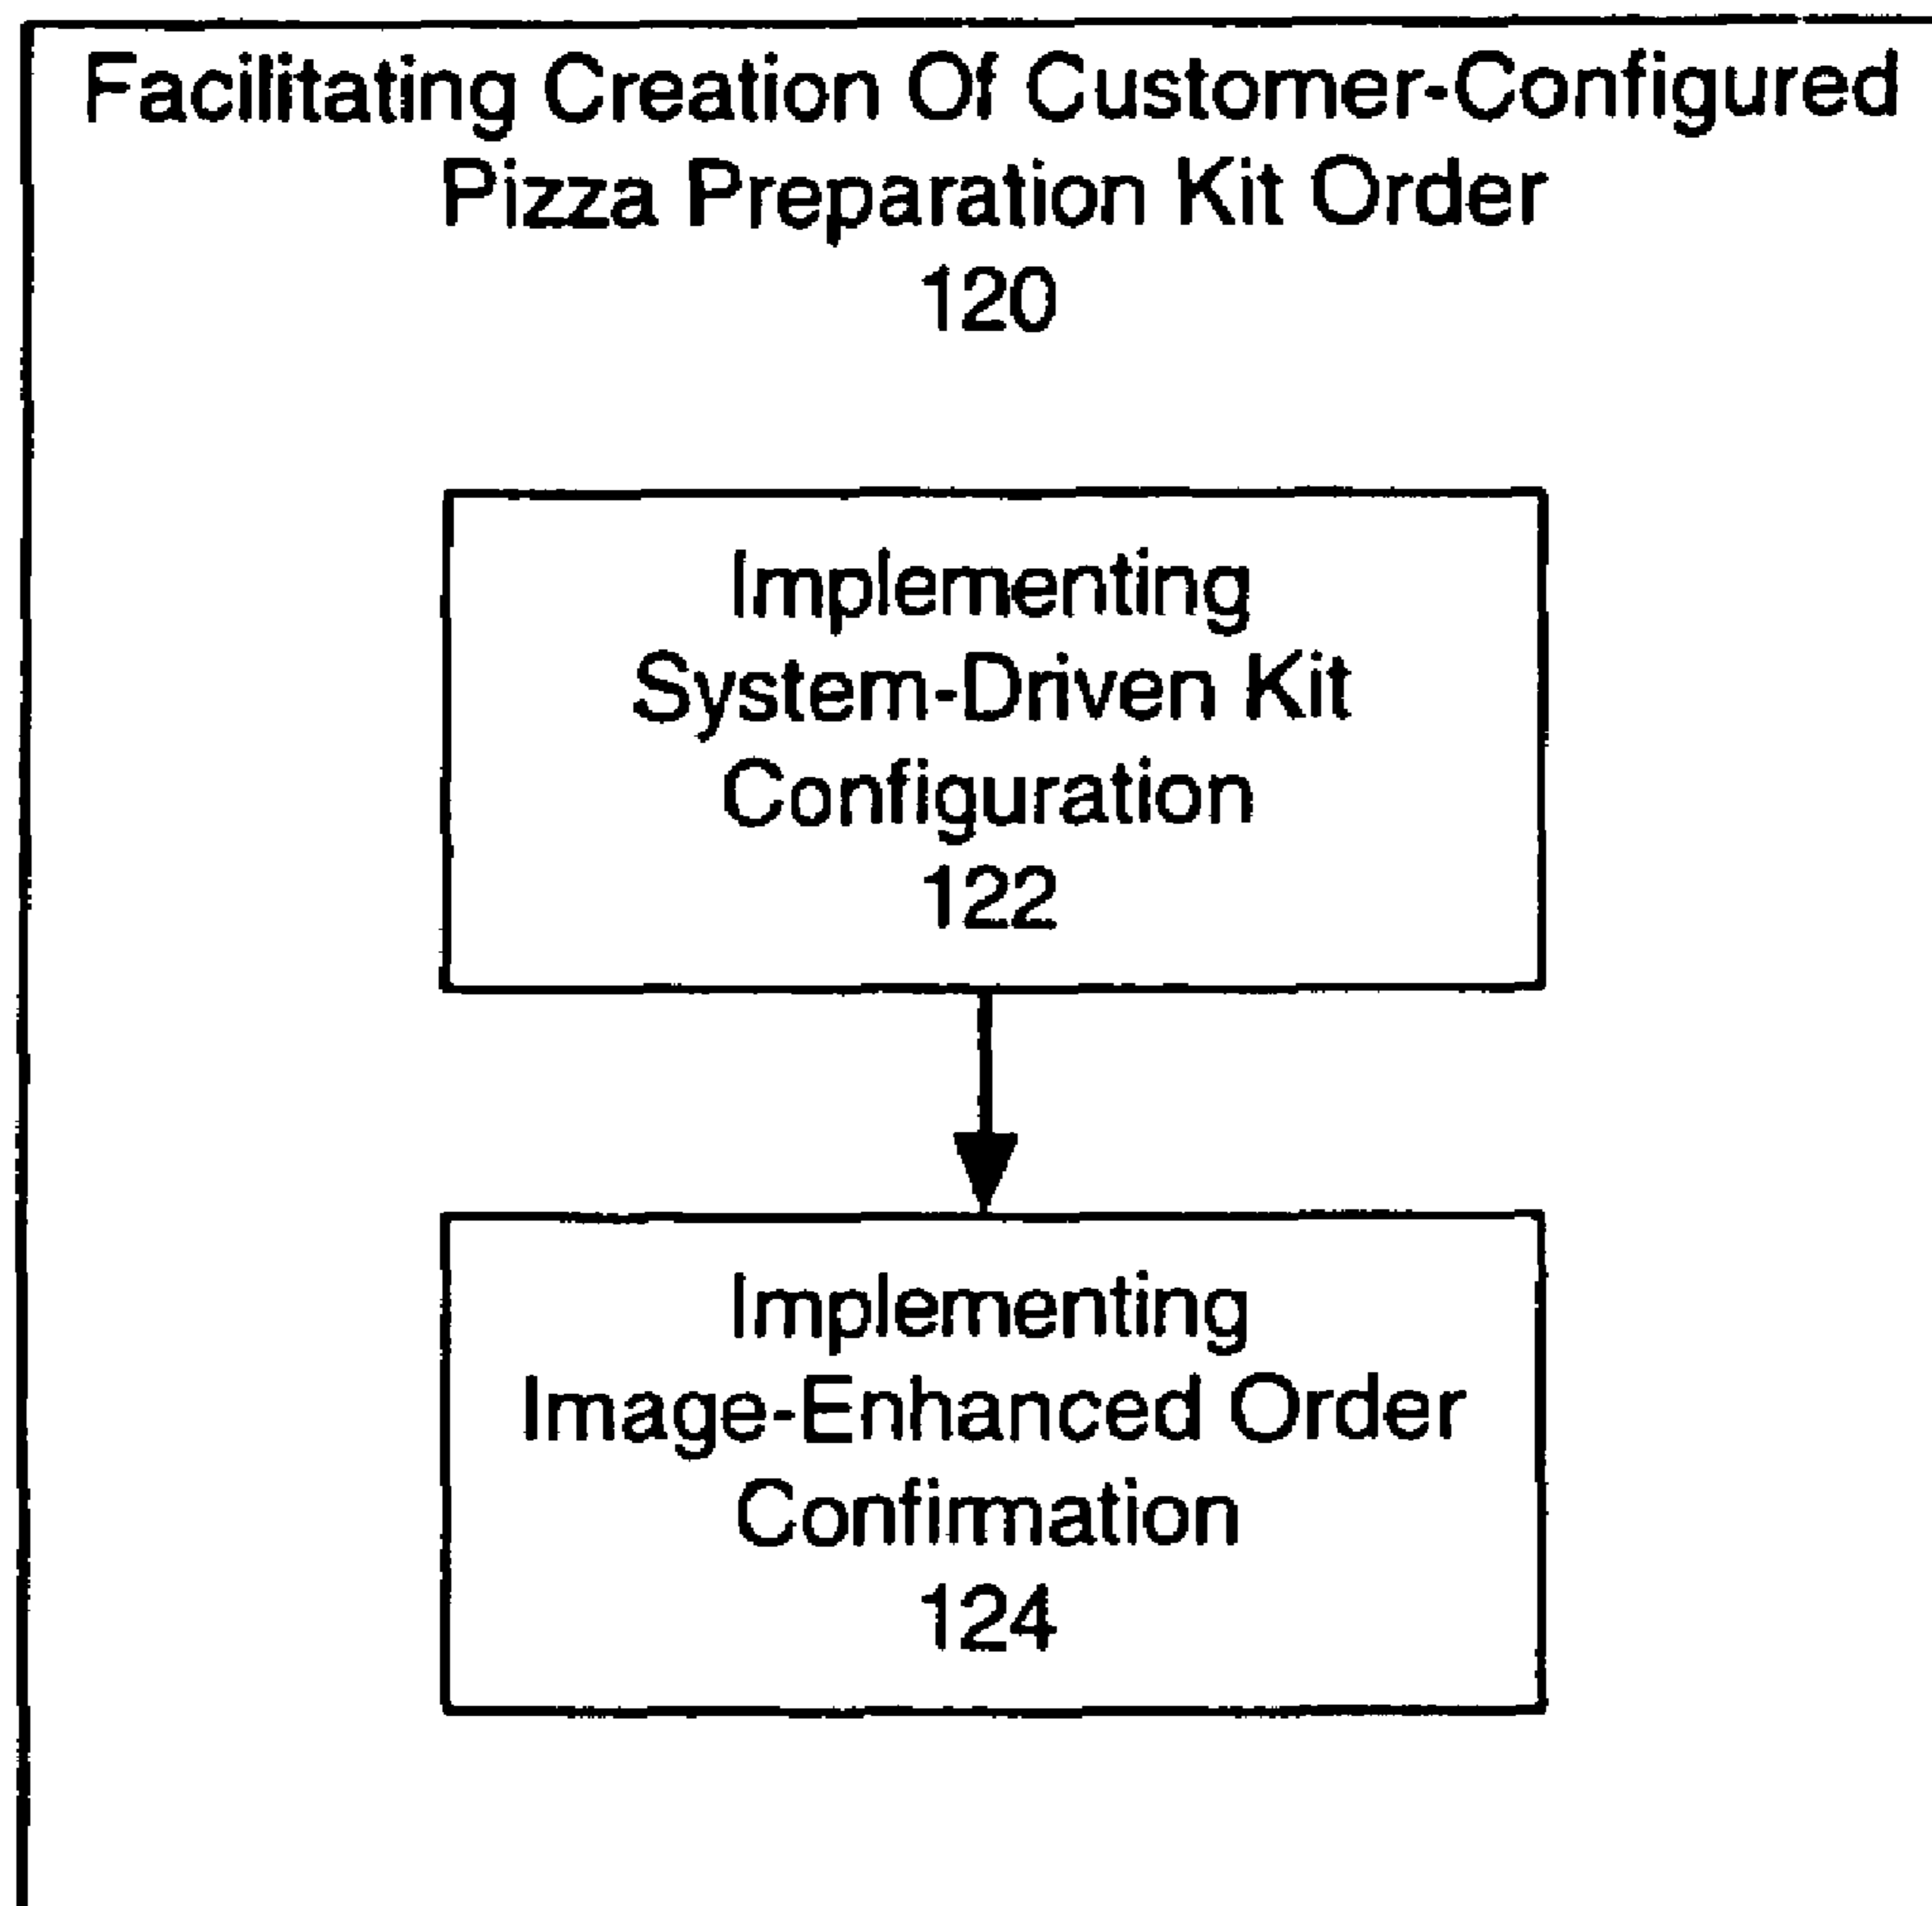 Facilitating Creation Of Customer-Configured
Pizza Preparation Kit Order
120
Implementing
System-Driven Kit
Configuration
122
Implementing
Image-Enhanced Order
Confirmation
124